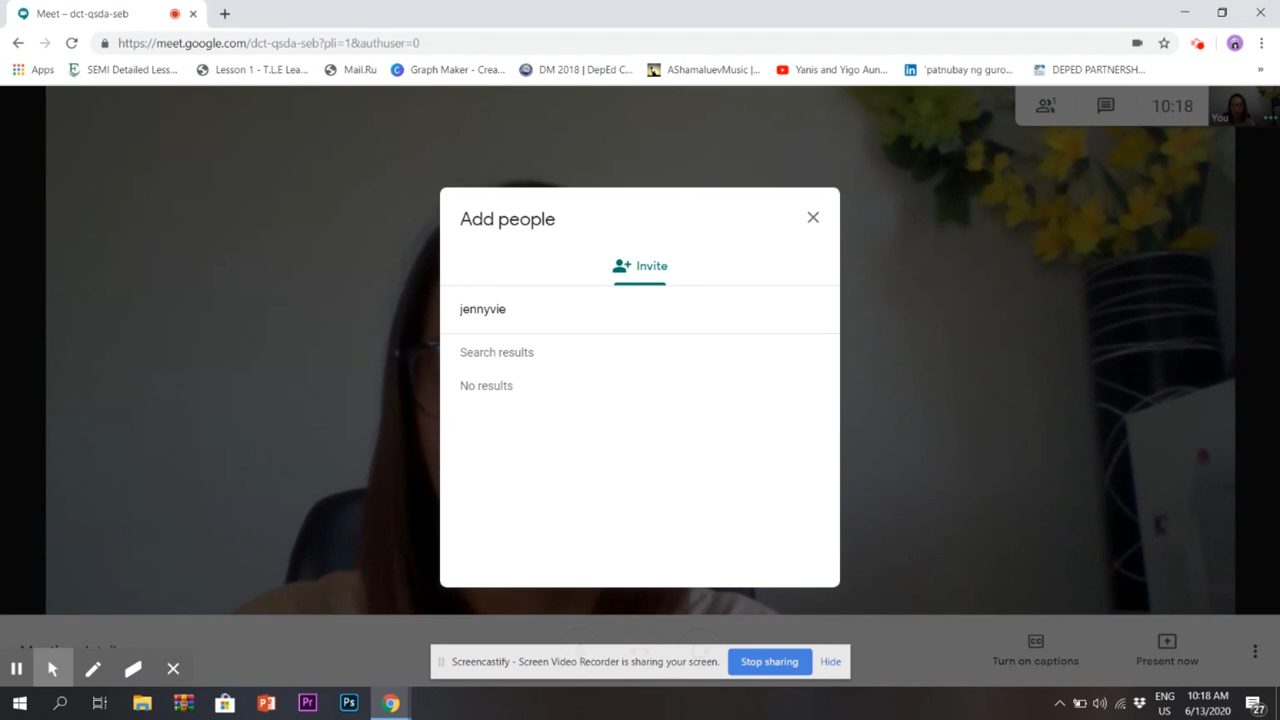 Meet – dct-qsda-seb
https://meet.google.com/dct-qsda-seb?pli=1&authuser=0
Apps SEMI Detailed Less... Lesson 1 - T.L.E Lea... Mail.Ru Graph Maker - Crea... DM 2018 | DepEd C... AShamaluevMusic |... Yanis and Yigo Aun... 'patnubay ng guro... DEPED PARTNERSH...
1
10:18
You
Add people
Invite
jennyvie
Search results
No results
CC
Turn on captions
Present now
Screencastify - Screen Video Recorder is sharing your screen. Stop sharing Hide
Pr
Ps
ENG
US
10:18 AM
6/13/2020
27